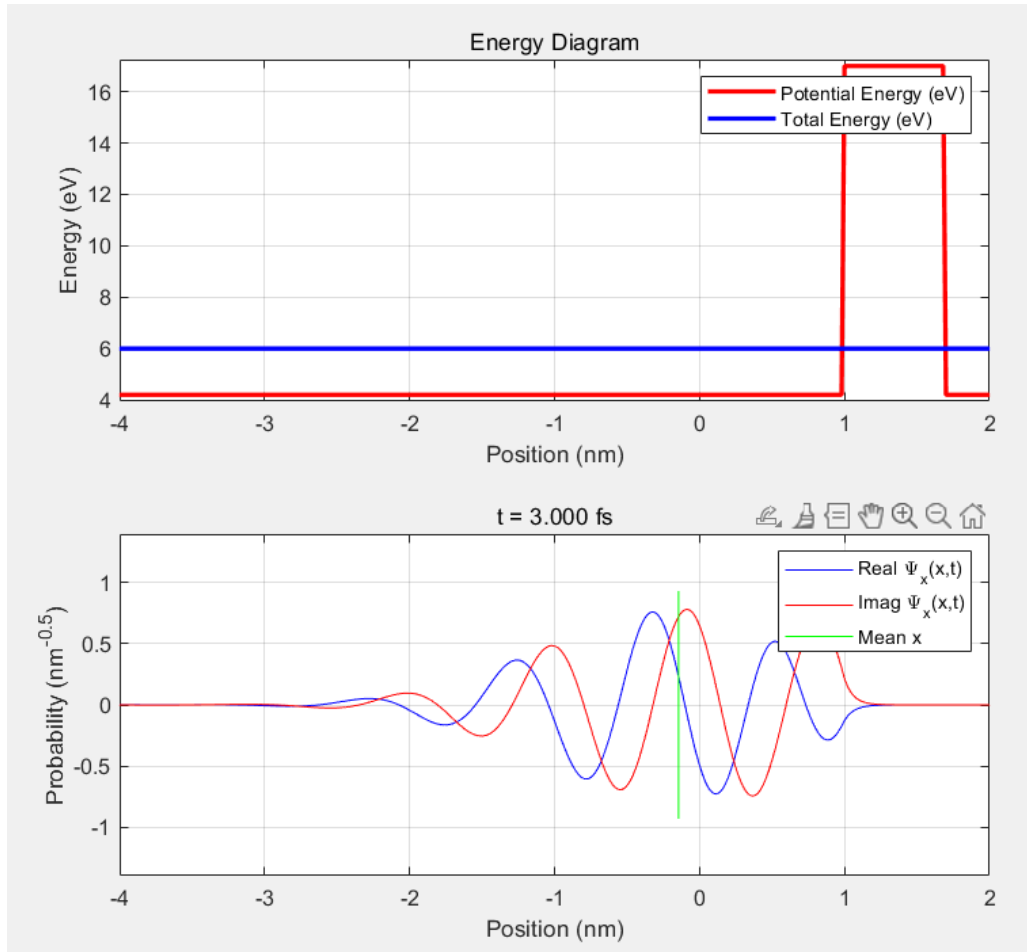 Energy Diagram
16
14
12
10
8
6
4
Energy (eV)
Potential Energy (eV)
Total Energy (eV)
-4 -3 -2 -1 0 1 2
Position (nm)
t = 3.000 fs
1
0.5
0
-0.5
-1
Probability (nm-0.5)
Real Ψx(x,t)
Imag Ψx(x,t)
Mean x
-4 -3 -2 -1 0 1 2
Position (nm)